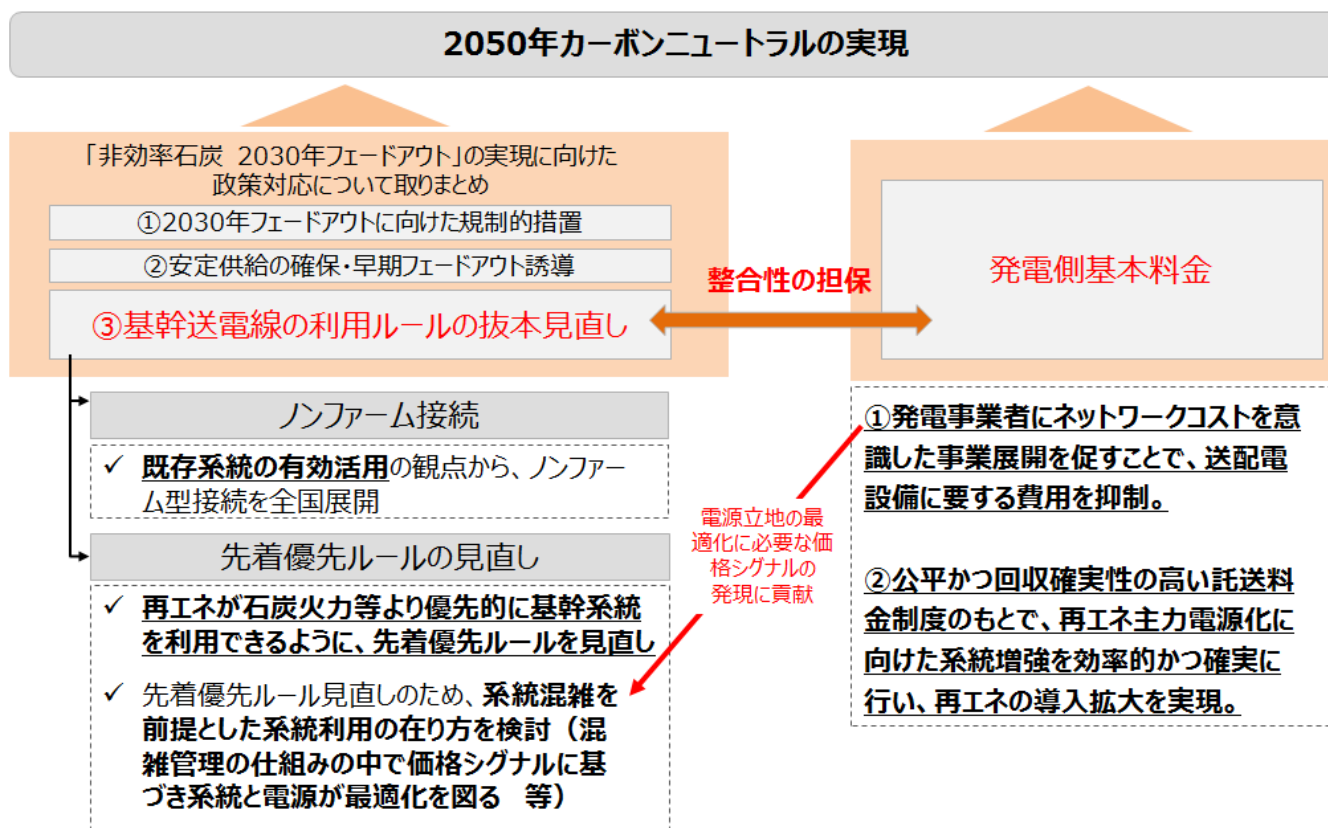 2050年カーボンニュートラルの実現
「非効率石炭 2030年フェードアウト」の実現に向けた
政策対応について取りまとめ
①2030年フェードアウトに向けた規制的措置
②安定供給の確保・早期フェードアウト誘導
③基幹送電線の利用ルールの抜本見直し
整合性の担保
発電側基本料金
ノンファーム接続
✓ 既存系統の有効活用の観点から、ノンファー
ム型接続を全国展開
先着優先ルールの見直し
✓ 再エネが石炭火力等より優先的に基幹系統
を利用できるように、先着優先ルールを見直し
✓ 先着優先ルール見直しのため、系統混雑を
前提とした系統利用の在り方を検討（混
雑管理の仕組みの中で価格シグナルに基
づき系統と電源が最適化を図る 等）
電源立地の最
適化に必要な価
格シグナルの
発現に貢献
①発電事業者にネットワークコストを意
識した事業展開を促すことで、送配電
設備に要する費用を抑制。
②公平かつ回収確実性の高い託送料
金制度のもとで、再エネ主力電源化に
向けた系統増強を効率的かつ確実に
行い、再エネの導入拡大を実現。